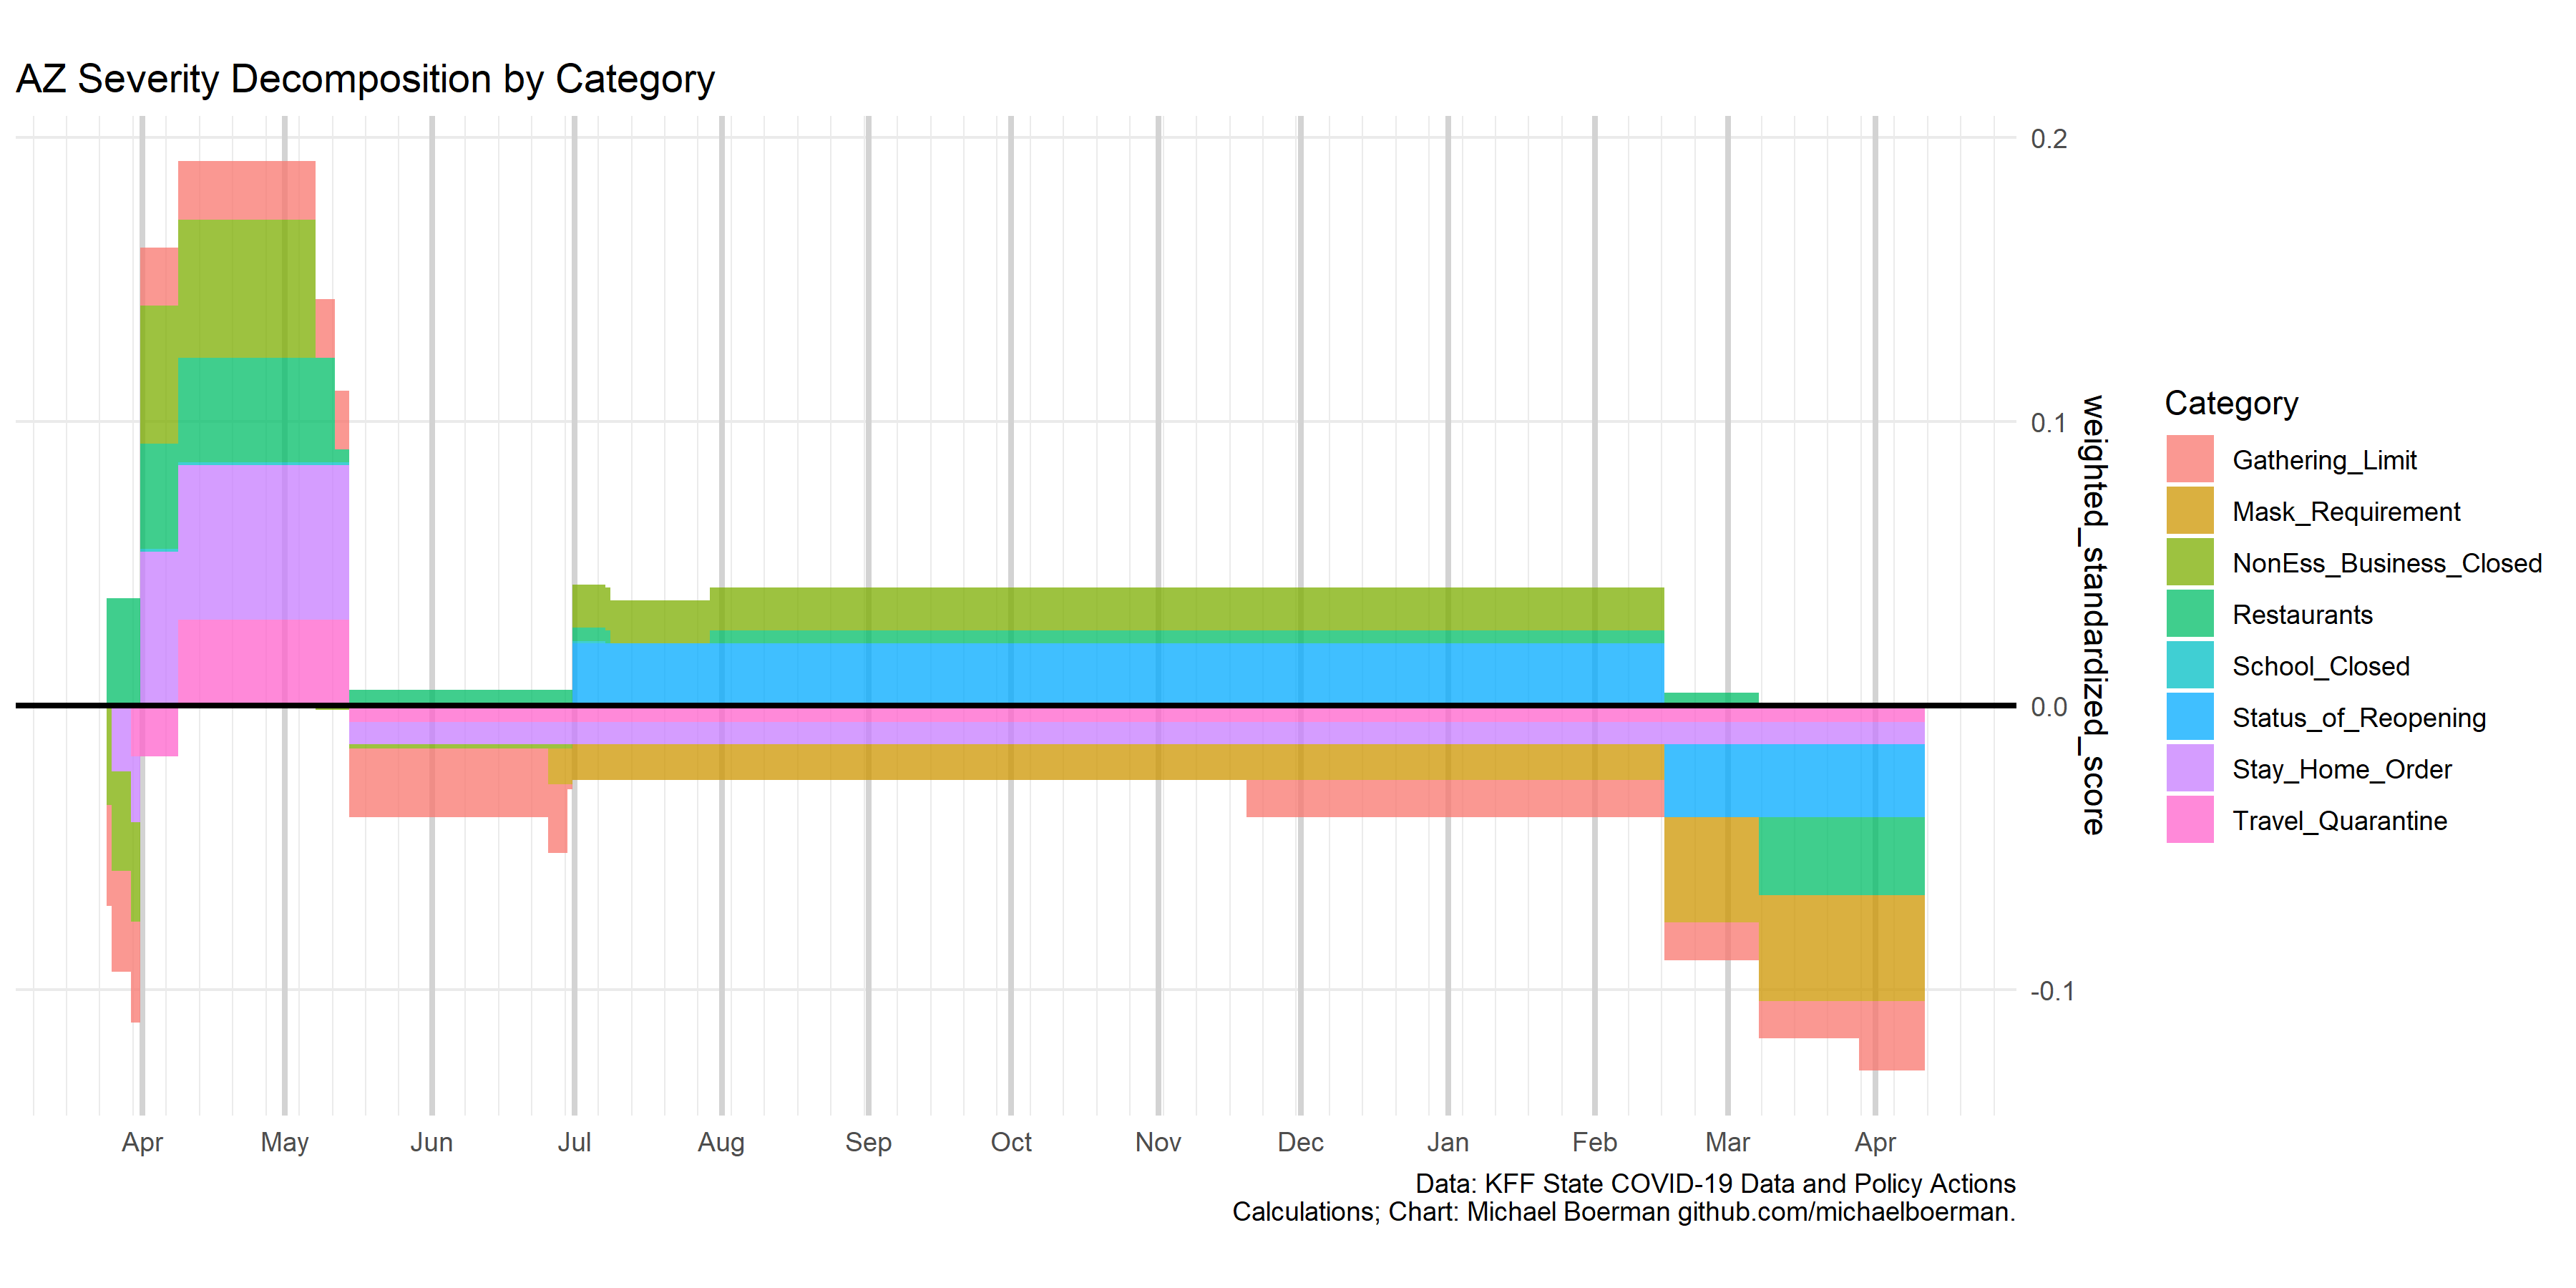 AZ Severity Decomposition by Category
0.2
0.1
0.0
-0.1
weighted_standardized_score
Category
Gathering_Limit
Mask_Requirement
NonEss_Business_Closed
Restaurants
School_Closed
Status_of_Reopening
Stay_Home_Order
Travel_Quarantine
Apr May Jun Jul Aug Sep Oct Nov Dec Jan Feb Mar Apr
Data: KFF State COVID-19 Data and Policy Actions
Calculations; Chart: Michael Boerman github.com/michaelboerman.